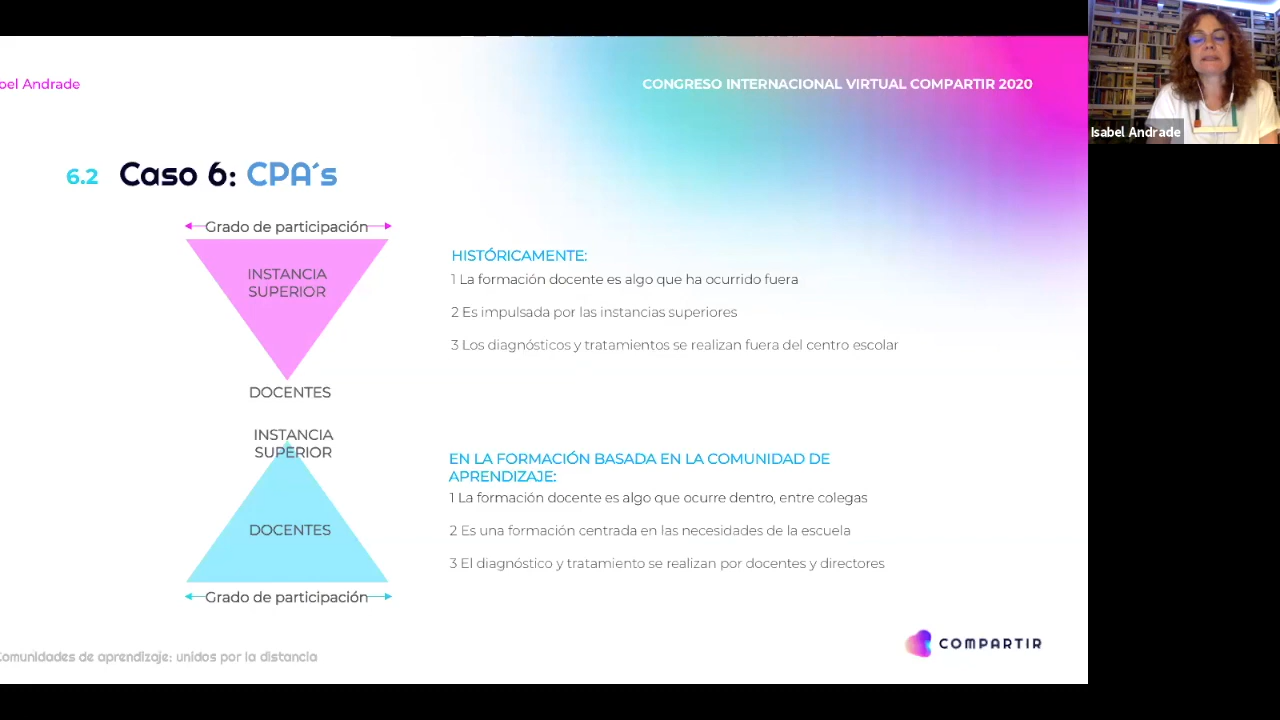 bel Andrade
CONGRESO INTERNACIONAL VIRTUAL COMPARTIR 2020
Isabel Andrade
6.2 Caso 6: CPA´s
Grado de participación
INSTANCIA
SUPERIOR
DOCENTES
HISTÓRICAMENTE:
1 La formación docente es algo que ha ocurrido fuera
2 Es impulsada por las instancias superiores
3 Los diagnósticos y tratamientos se realizan fuera del centro escolar
INSTANCIA
SUPERIOR
DOCENTES
Grado de participación
EN LA FORMACIÓN BASADA EN LA COMUNIDAD DE
APRENDIZAJE:
1 La formación docente es algo que ocurre dentro, entre colegas
2 Es una formación centrada en las necesidades de la escuela
3 El diagnóstico y tratamiento se realizan por docentes y directores
COMPARTIR
Comunidades de aprendizaje: unidos por la distancia